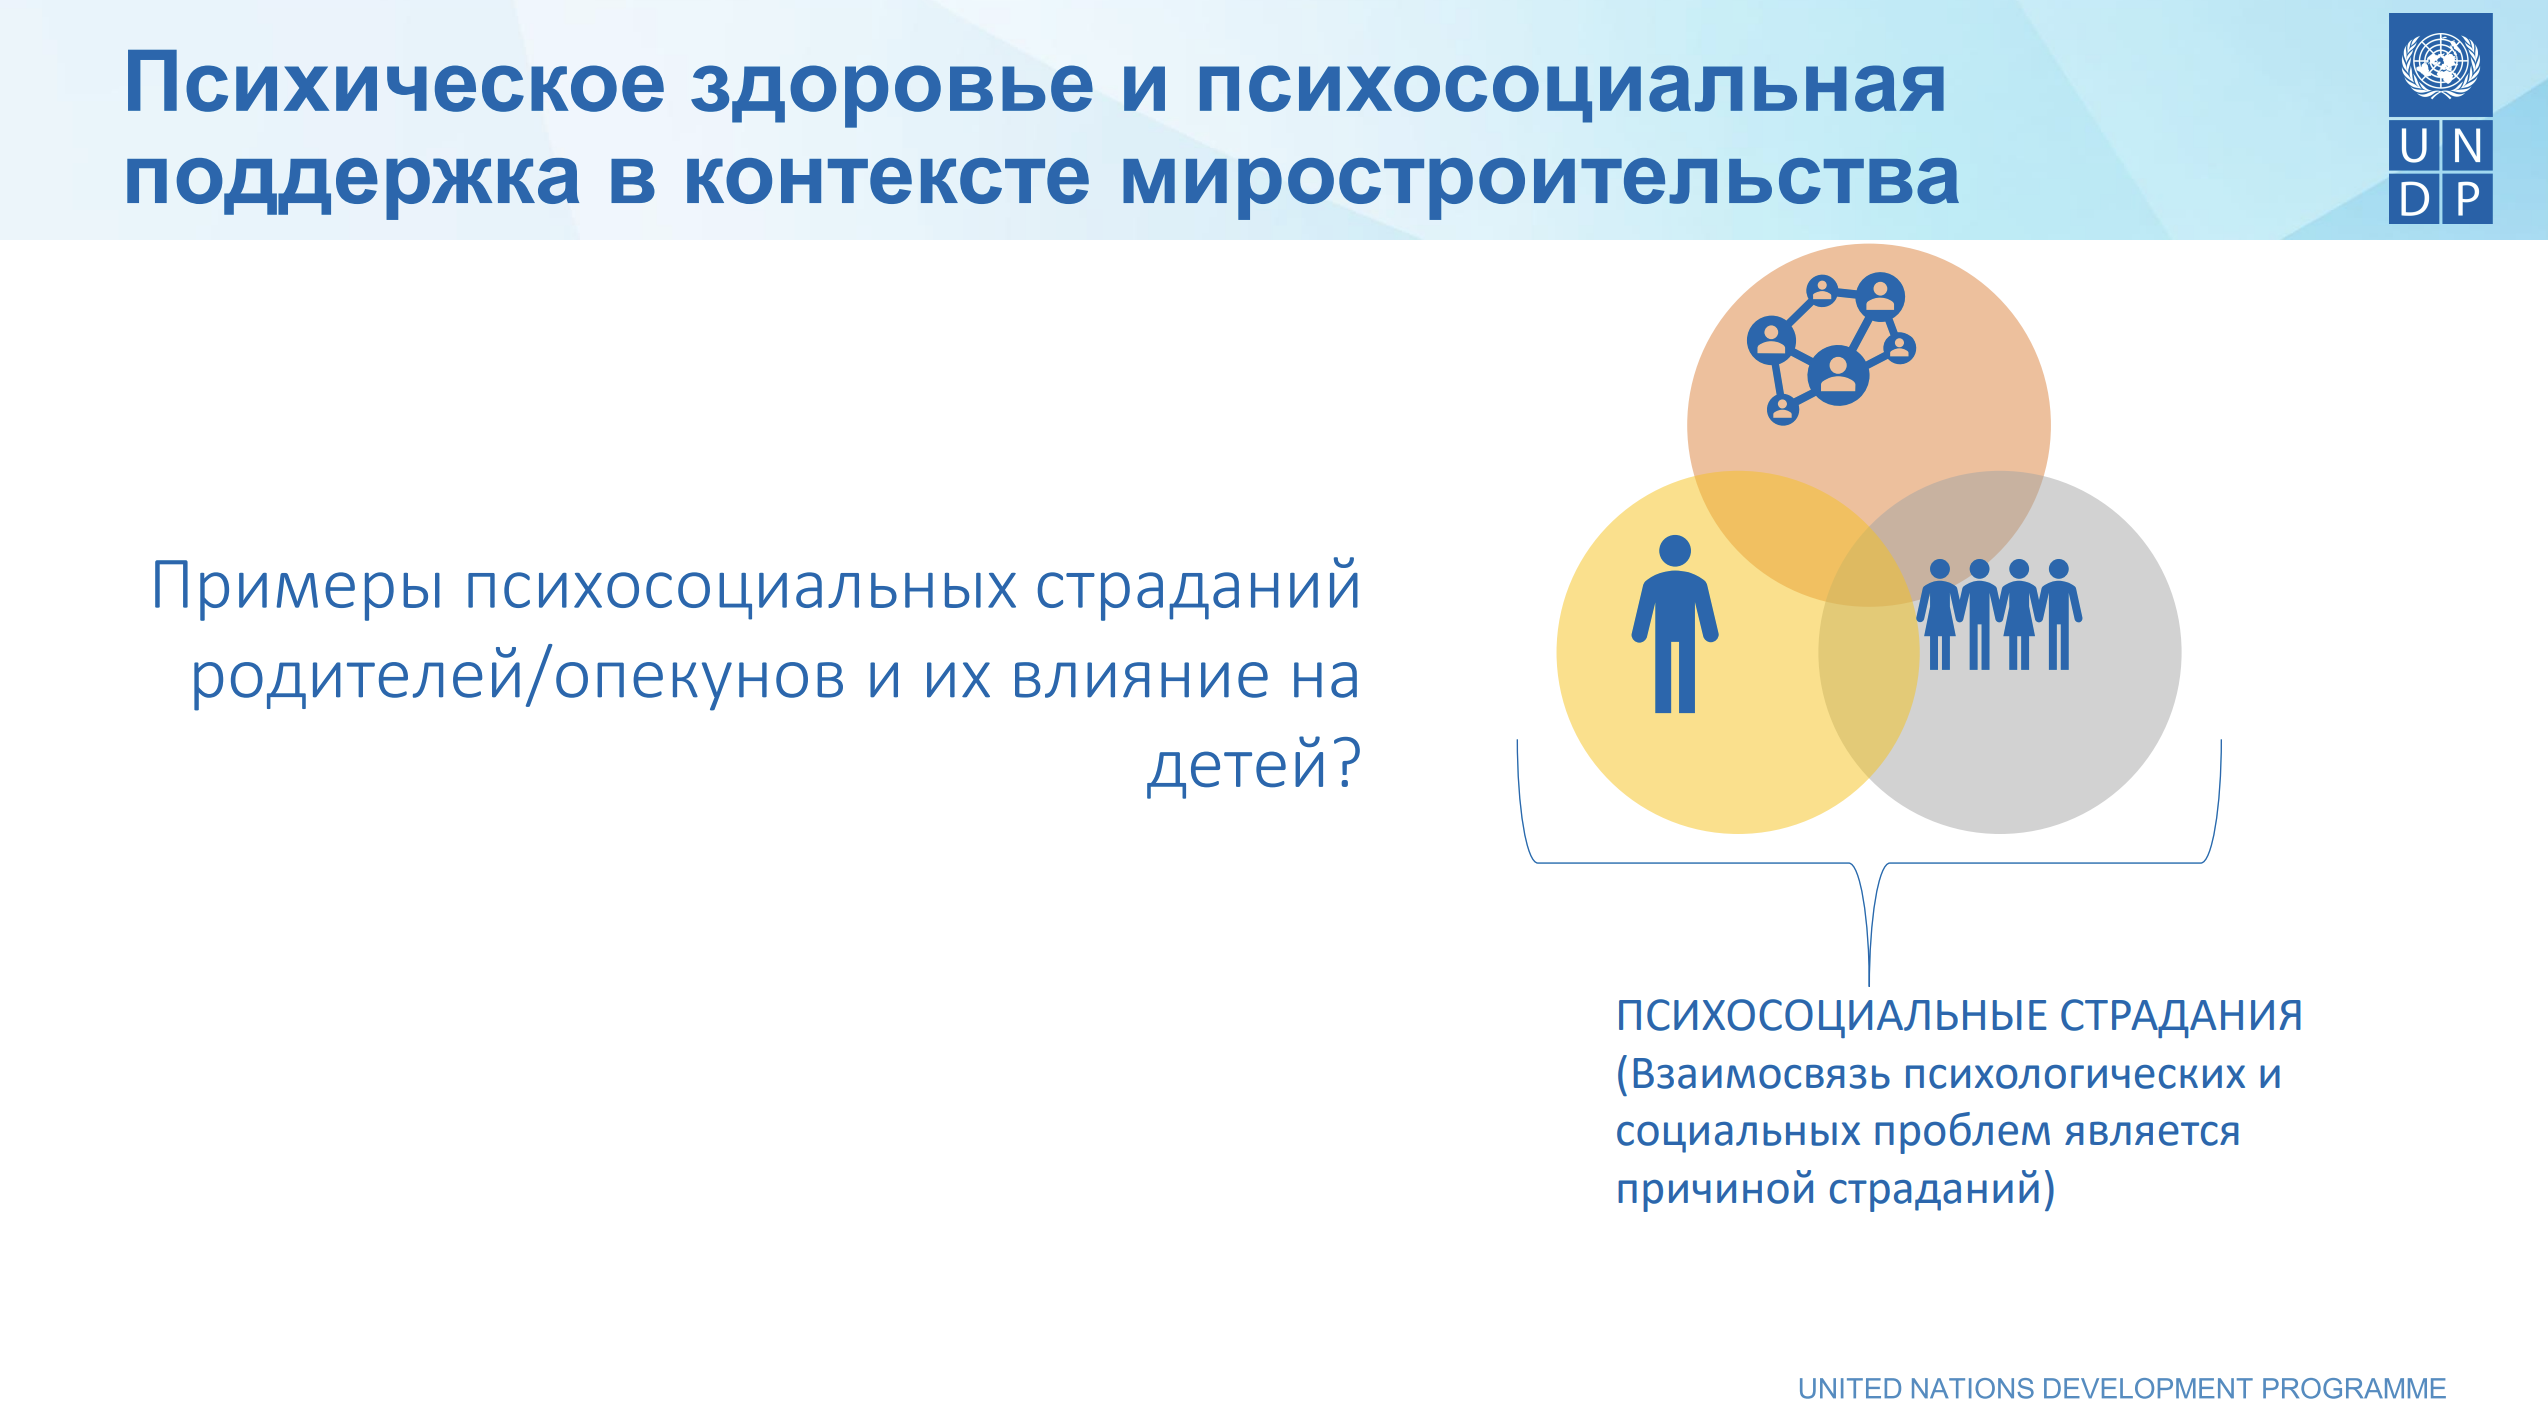 Психическое здоровье и психосоциальная
поддержка в контексте миростроительства
U N
D P
Примеры психосоциальных страданий
родителей/опекунов и их влияние на
детей?
ПСИХОСОЦИАЛЬНЫЕ СТРАДАНИЯ
(Взаимосвязь психологических и
социальных проблем является
причиной страданий)
UNITED NATIONS DEVELOPMENT PROGRAMME